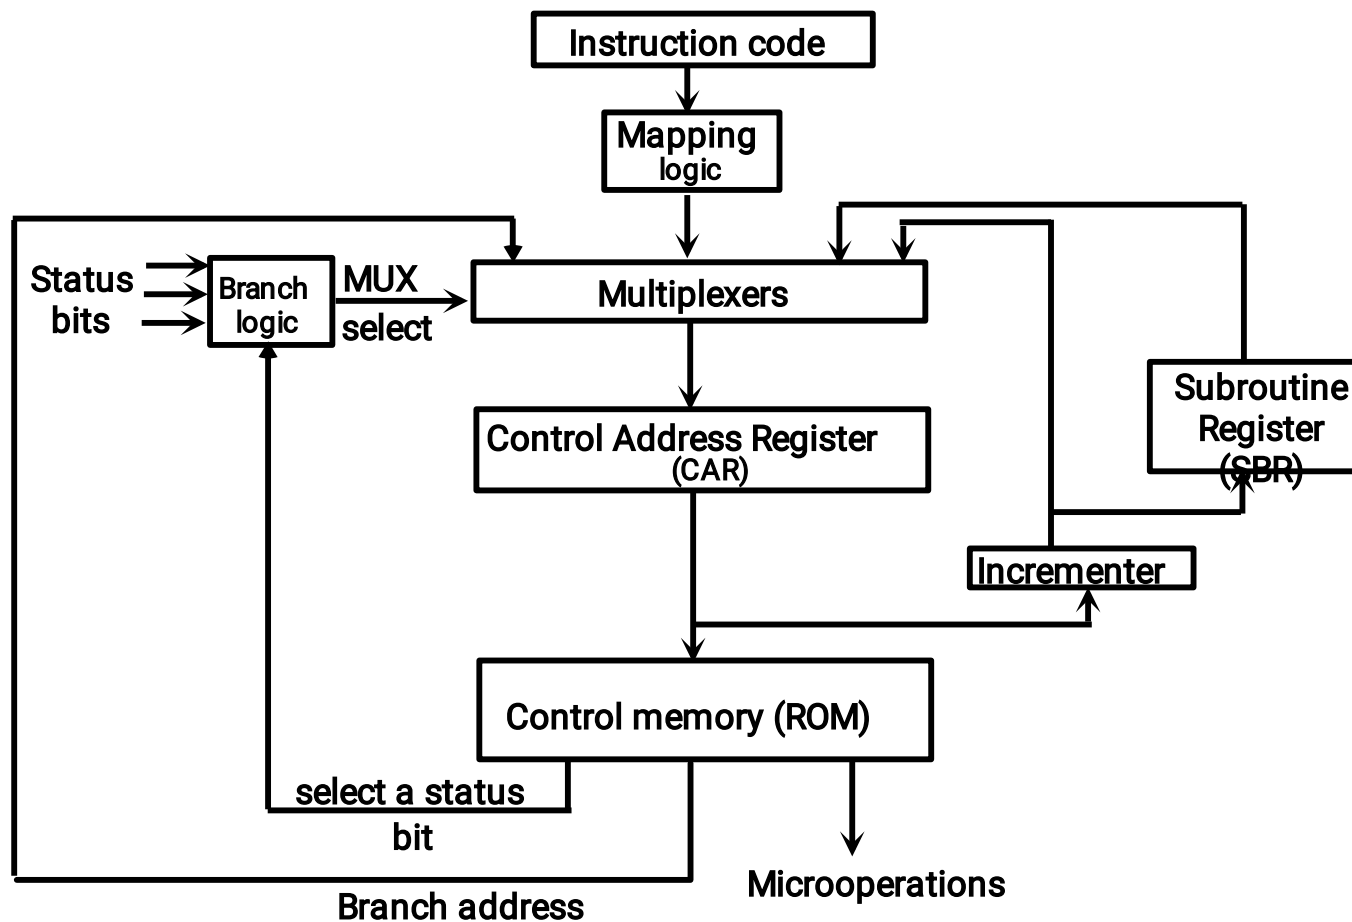 Instruction code
Mapping
logic
Status
bits
Branch
logic
MUX
select
Multiplexers
Control Address Register
(CAR)
Subroutine
Register
(SBR)
Incrementer
Control memory (ROM)
select a status
bit
Microoperations
Branch address